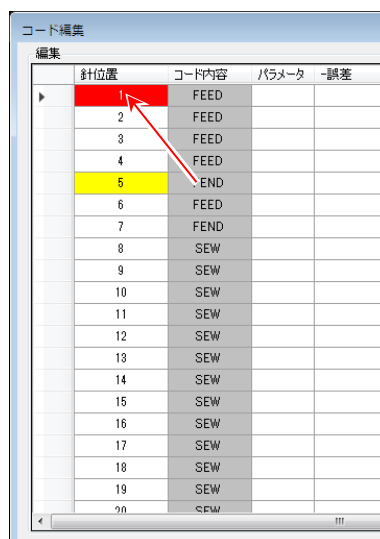 コード編集
編集
針位置 コード内容 パラメータ -誤差
1 FEED
2 FEED
3 FEED
4 FEED
5 FEND
6 FEED
7 FEND
8 SEW
9 SEW
10 SEW
11 SEW
12 SEW
13 SEW
14 SEW
15 SEW
16 SEW
17 SEW
18 SEW
19 SEW
20 SEW